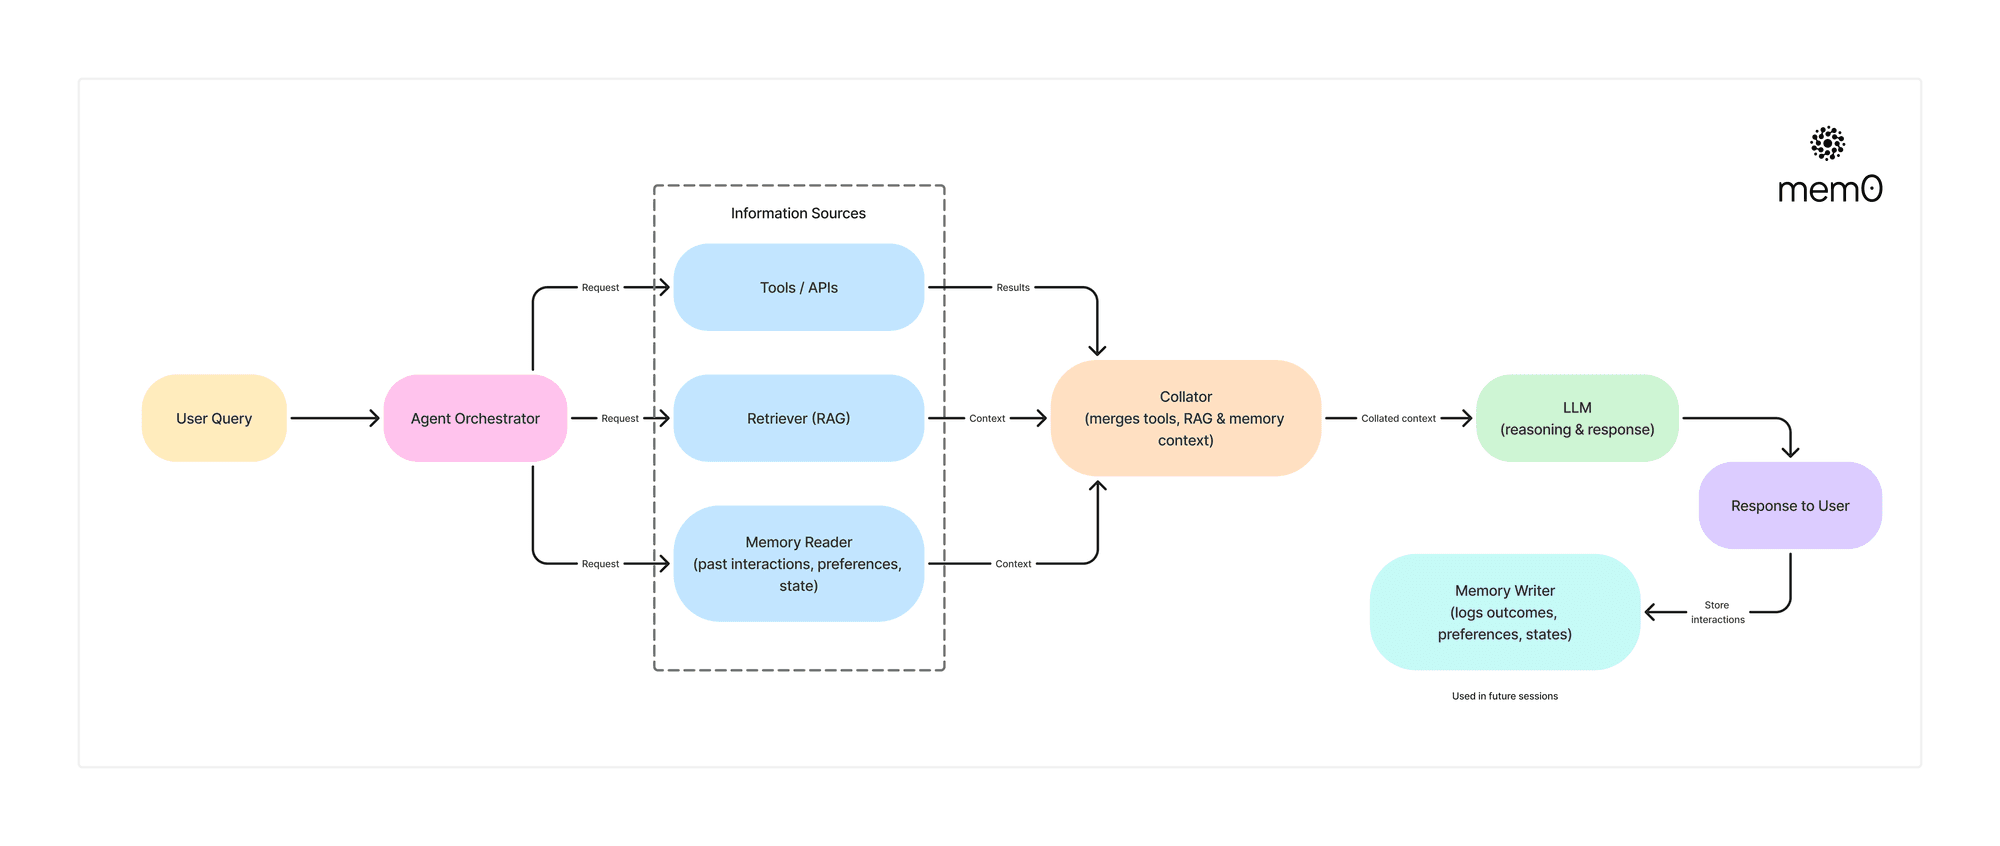 mem0
Information Sources
Request
Tools / APIs
Results
User Query
Agent Orchestrator
Request
Retriever (RAG)
Context
Collator
(merges tools, RAG & memory
context)
Collated context
LLM
(reasoning & response)
Request
Memory Reader
(past interactions, preferences,
state)
Context
Response to User
Store
interactions
Memory Writer
(logs outcomes,
preferences, states)
Used in future sessions